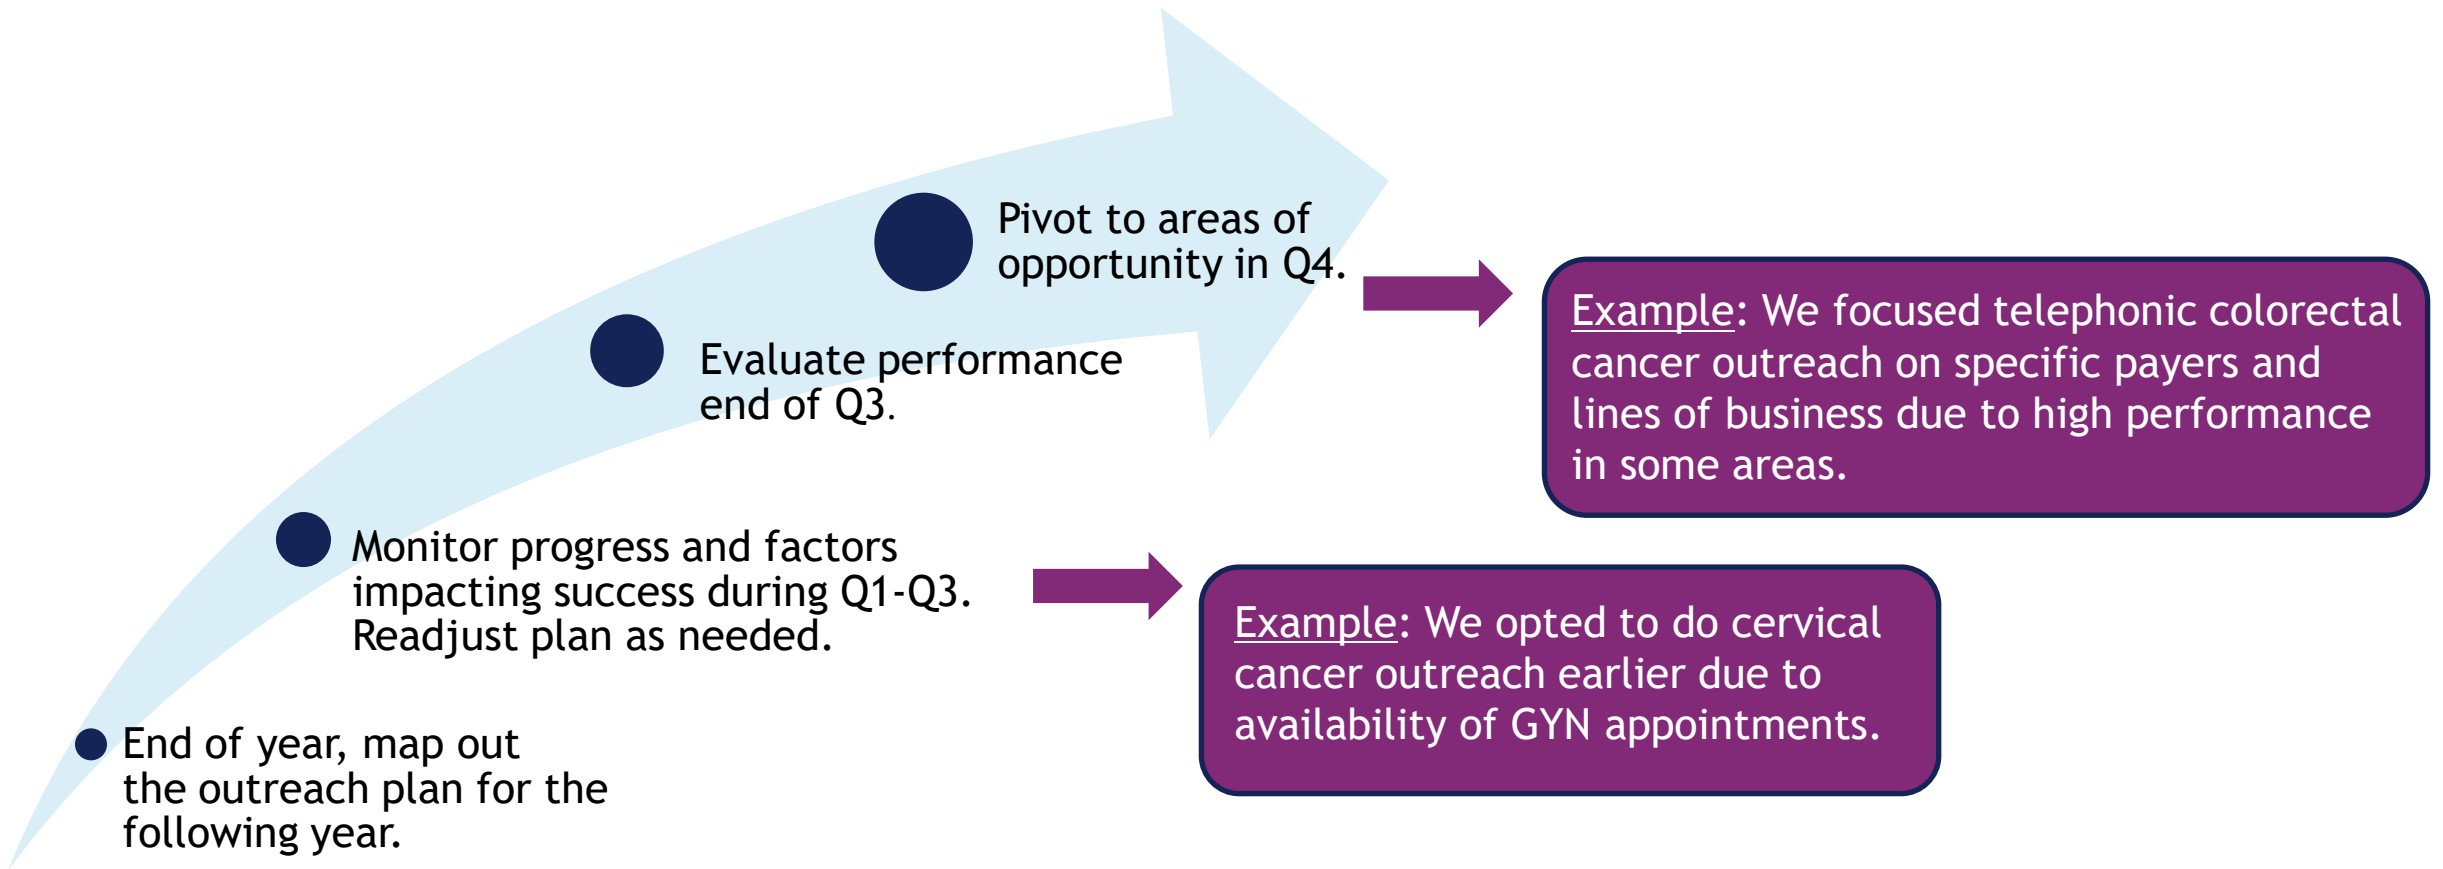 Pivot to areas of
opportunity in Q4.
Example: We focused telephonic colorectal
cancer outreach on specific payers and
lines of business due to high performance
in some areas.
Evaluate performance
end of Q3.
Monitor progress and factors
impacting success during Q1-Q3.
Readjust plan as needed.
Example: We opted to do cervical
cancer outreach earlier due to
availability of GYN appointments.
End of year, map out
the outreach plan for the
following year.